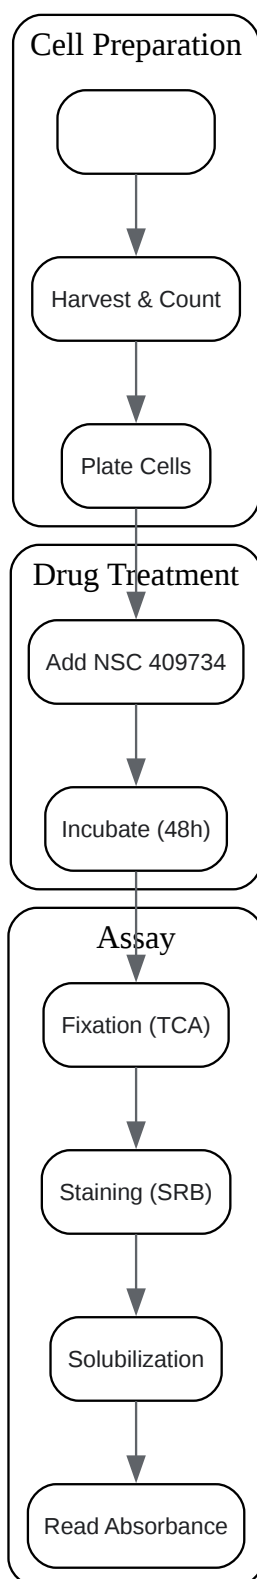 Cell Preparation
Harvest & Count
Plate Cells
Drug Treatment
Add NSC 409734
Incubate (48h)
Assay
Fixation (TCA)
Staining (SRB)
Solubilization
Read Absorbance